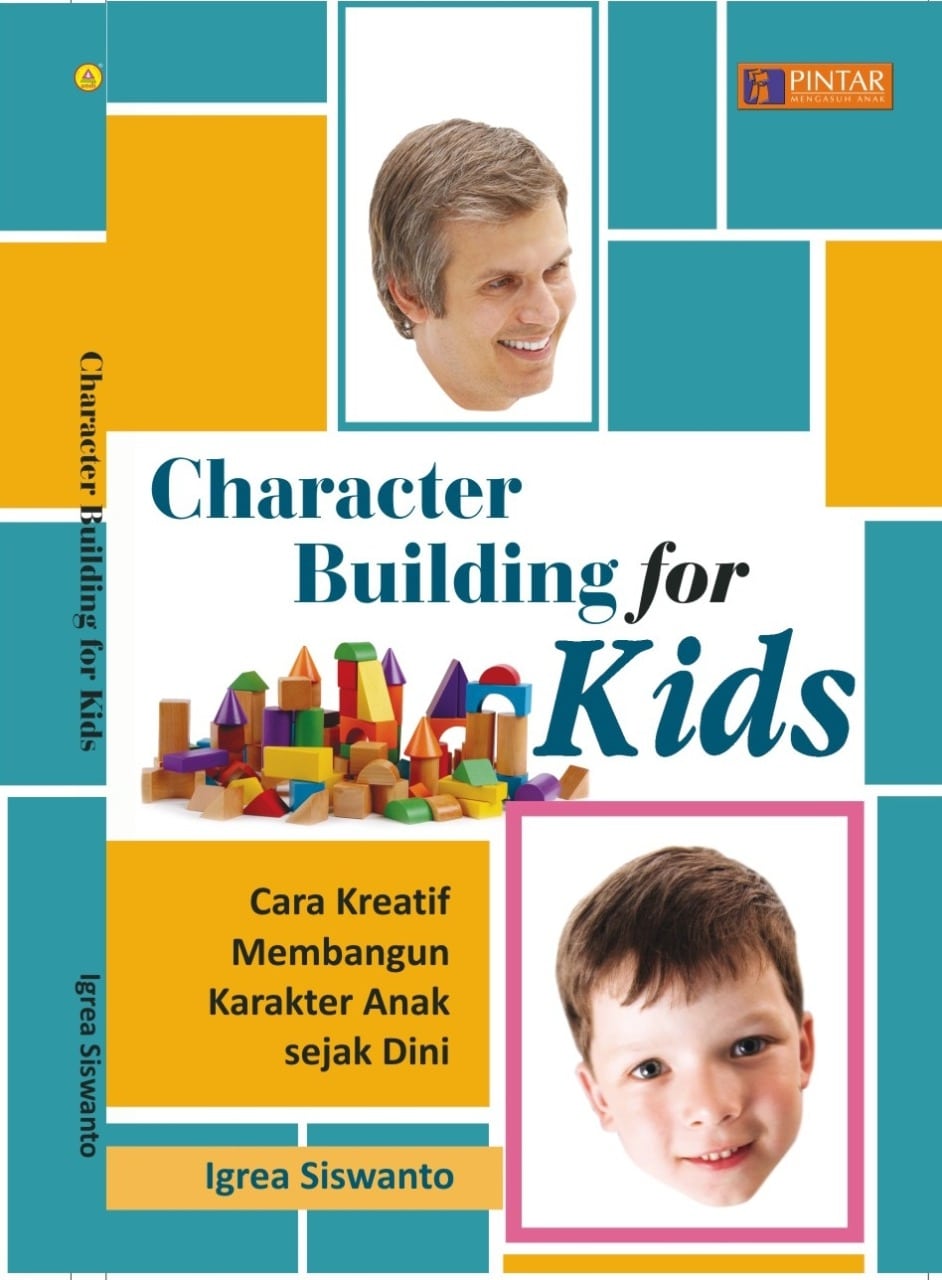 PINTAR
MENGASUH ANAK
Character
Building for
Kids
Cara Kreatif
Membangun
Karakter Anak
sejak Dini
Igrea Siswanto
Character Building for Kids
Igrea Siswanto